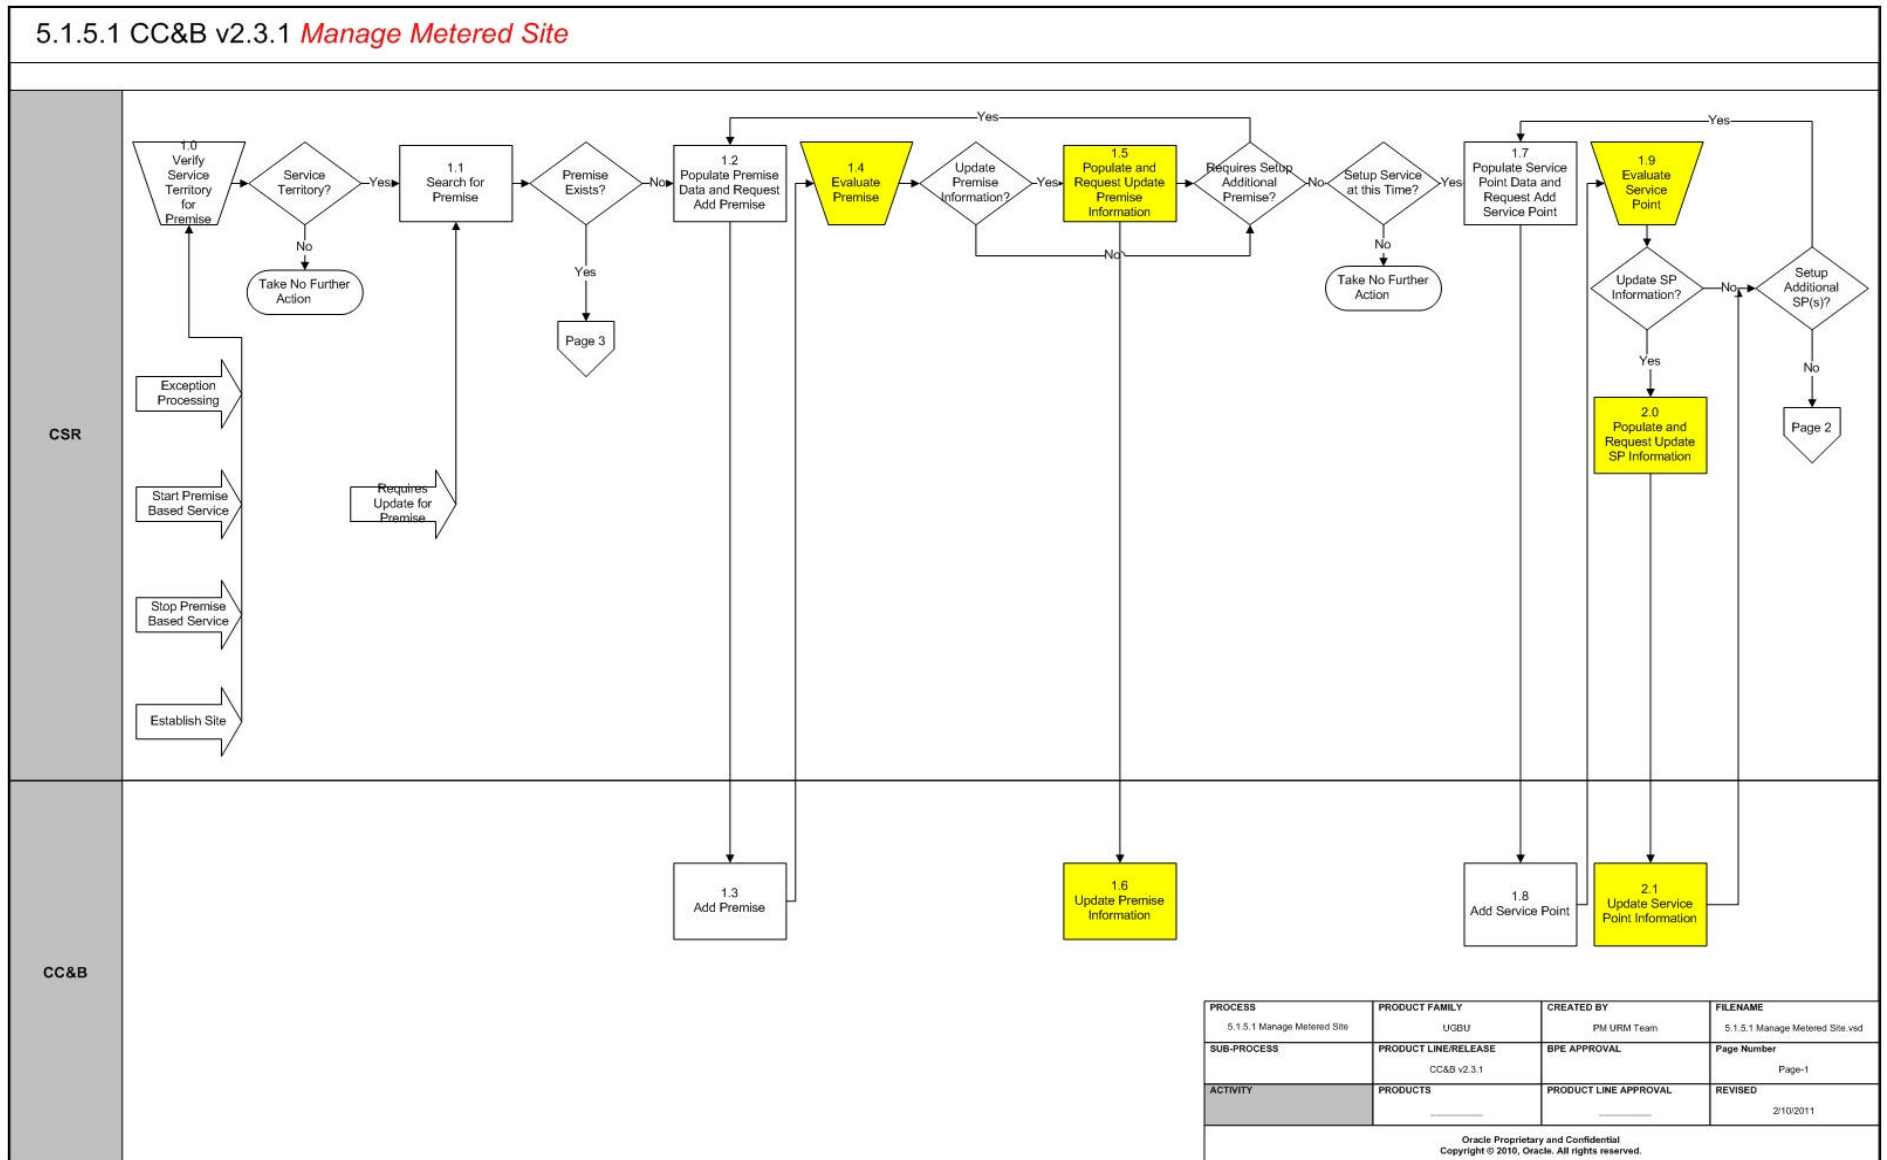 5.1.5.1 CC&B v2.3.1 Manage Metered Site
CSR
1.0
Verify
Service
Territory
for
Premise
Service
Territory?
Yes
No
Take No Further
Action
1.1
Search for
Premise
Premise
Exists?
No
Yes
Page 3
1.2
Populate Premise
Data and Request
Add Premise
Yes
1.4
Evaluate
Premise
Update
Premise
Information?
Yes
No
1.5
Populate and
Request Update
Premise
Information
Requires Setup
Additional
Premise?
No
Setup Service
at this Time?
Yes
No
Take No Further
Action
1.7
Populate Service
Point Data and
Request Add
Service Point
Yes
1.9
Evaluate
Service
Point
Update SP
Information?
No
Yes
Setup
Additional
SP(s)?
No
Page 2
2.0
Populate and
Request Update
SP Information
Exception
Processing
Start Premise
Based Service
Requires
Update for
Premise
Stop Premise
Based Service
Establish Site
CC&B
1.3
Add Premise
1.6
Update Premise
Information
1.8
Add Service Point
2.1
Update Service
Point Information
PROCESS
5.1.5.1 Manage Metered Site
PRODUCT FAMILY
UGBU
CREATED BY
PM URM Team
FILENAME
5.1.5.1 Manage Metered Site.vsd
SUB-PROCESS
PRODUCT LINE/RELEASE
CC&B v2.3.1
BPE APPROVAL
Page Number
Page-1
ACTIVITY
PRODUCTS
PRODUCT LINE APPROVAL
REVISED
2/10/2011
Oracle Proprietary and Confidential
Copyright © 2010, Oracle. All rights reserved.